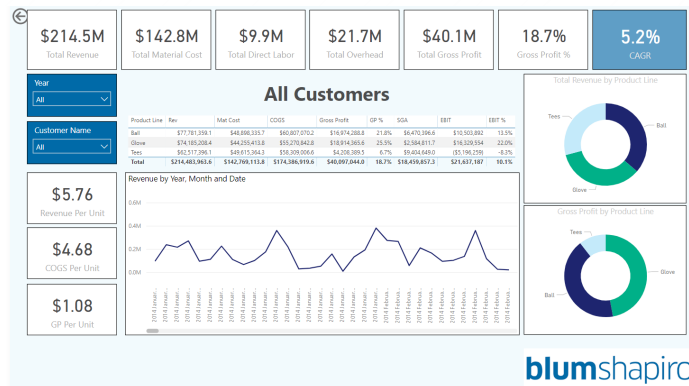 $214.5M
Total Revenue
$142.8M
Total Material Cost
$9.9M
Total Direct Labor
$21.7M
Total Overhead
$40.1M
Total Gross Profit
18.7%
Gross Profit %
5.2%
CAGR
Year
All
Customer Name
All
All Customers
Product Line Rev Mat Cost COGS Gross Profit GP % SGA EBIT EBIT %
Ball $77,781,359.1 $48,898,335.7 $60,807,070.2 $16,974,288.8 21.8% $6,470,396.6 $10,503,892 13.5%
Glove $74,185,208.4 $44,255,413.8 $55,270,842.8 $18,914,365.6 25.5% $2,584,811.7 $16,329,554 22.0%
Tees $62,517,396.1 $49,615,364.3 $58,309,006.6 $4,208,389.5 6.7% $9,404,649.0 ($5,196,259) -8.3%
Total $214,483,963.6 $142,769,113.8 $174,386,919.6 $40,097,044.0 18.7% $18,459,857.3 $21,637,187 10.1%
Total Revenue by Product Line
Tees
Ball
Glove
$5.76
Revenue Per Unit
$4.68
COGS Per Unit
$1.08
GP Per Unit
Revenue by Year, Month and Date
0.6M
0.4M
0.2M
0.0M
Gross Profit by Product Line
Tees
Glove
Ball
blumshapiro